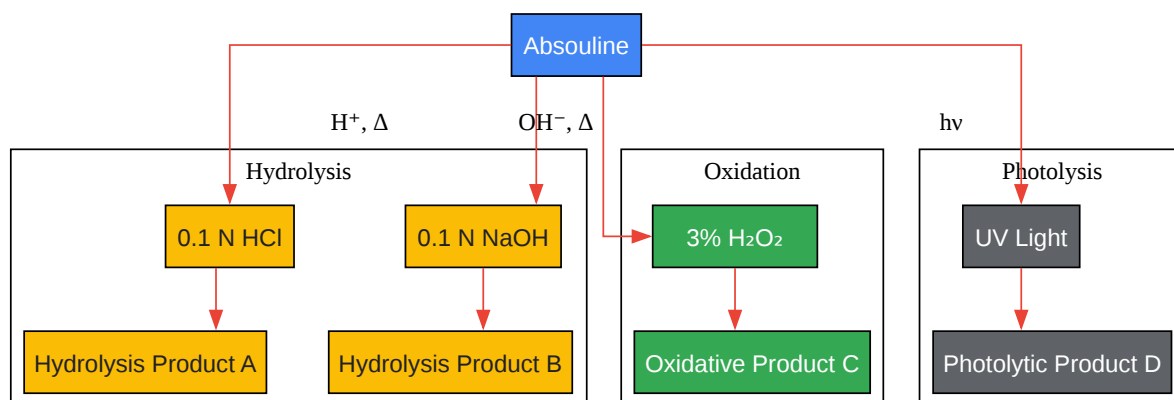 Absouline
H⁺, Δ
OH⁻, Δ
hν
Hydrolysis
Oxidation
Photolysis
0.1 N HCl
0.1 N NaOH
3% H₂O₂
UV Light
Hydrolysis Product A
Hydrolysis Product B
Oxidative Product C
Photolytic Product D